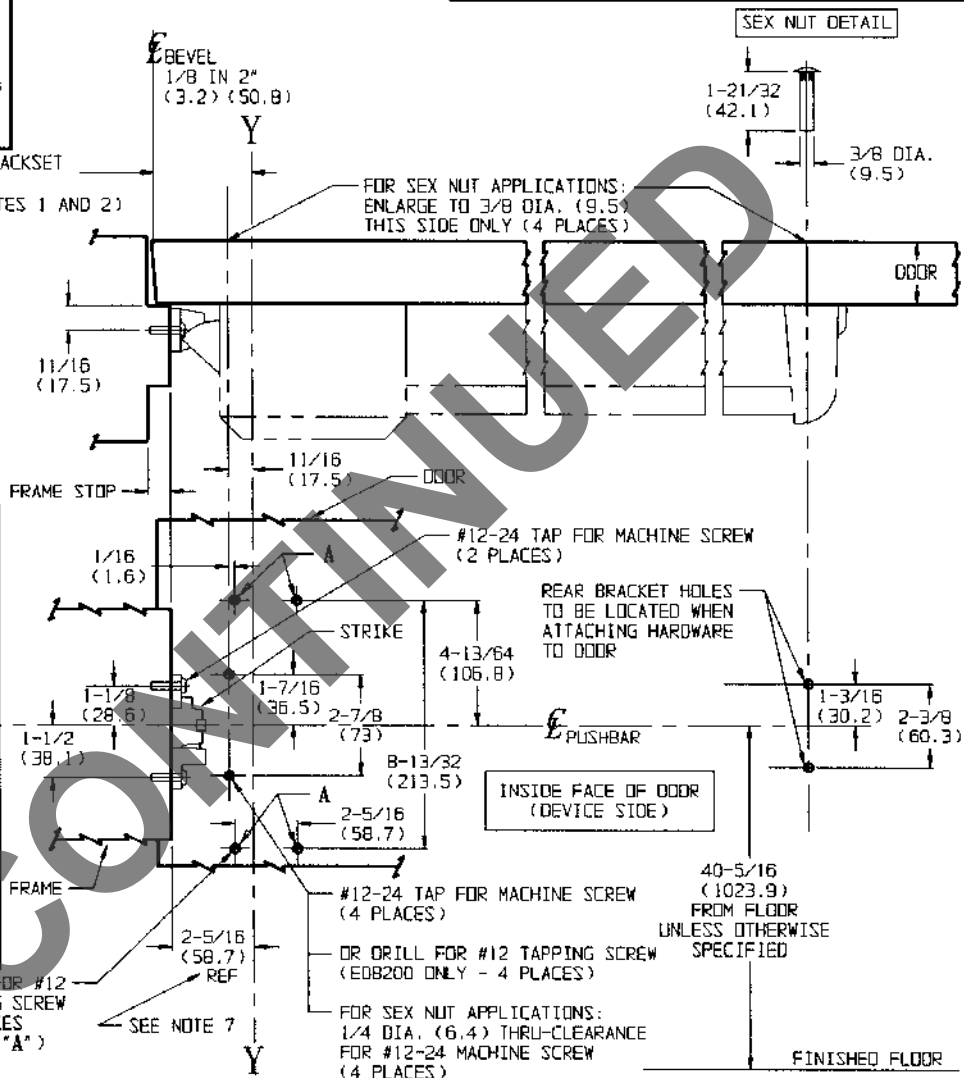 SEX NUT DETAIL
℄ BEVEL
1/8 IN 2"
(3.2) (50.8)
Y
1-21/32
(42.1)
3/8 DIA.
(9.5)
ACKSET
TES 1 AND 2)
FOR SEX NUT APPLICATIONS:
ENLARGE TO 3/8 DIA. (9.5)
THIS SIDE ONLY (4 PLACES)
DOOR
11/16
(17.5)
11/16
(17.5)
FRAME STOP
DOOR
#12-24 TAP FOR MACHINE SCREW
(2 PLACES)
1/16
(1.6)
A
REAR BRACKET HOLES
TO BE LOCATED WHEN
ATTACHING HARDWARE
TO DOOR
STRIKE
4-13/64
(106.8)
1-1/8
(28.6)
1-7/16
(36.5)
1-3/16
(30.2)
2-3/8
(60.3)
2-7/8
(73)
℄ PUSHBAR
1-1/2
(38.1)
8-13/32
(213.5)
INSIDE FACE OF DOOR
(DEVICE SIDE)
A
2-5/16
(58.7)
FRAME
40-5/16
(1023.9)
FROM FLOOR
UNLESS OTHERWISE
SPECIFIED
#12-24 TAP FOR MACHINE SCREW
(4 PLACES)
2-5/16
(58.7)
REF
OR DRILL FOR #12 TAPPING SCREW
(ED8200 ONLY - 4 PLACES)
OR #12
G SCREW
ES
"A")
SEE NOTE 7
FOR SEX NUT APPLICATIONS:
1/4 DIA. (6.4) THRU-CLEARANCE
FOR #12-24 MACHINE SCREW
(4 PLACES)
Y
FINISHED FLOOR
CONTINUED